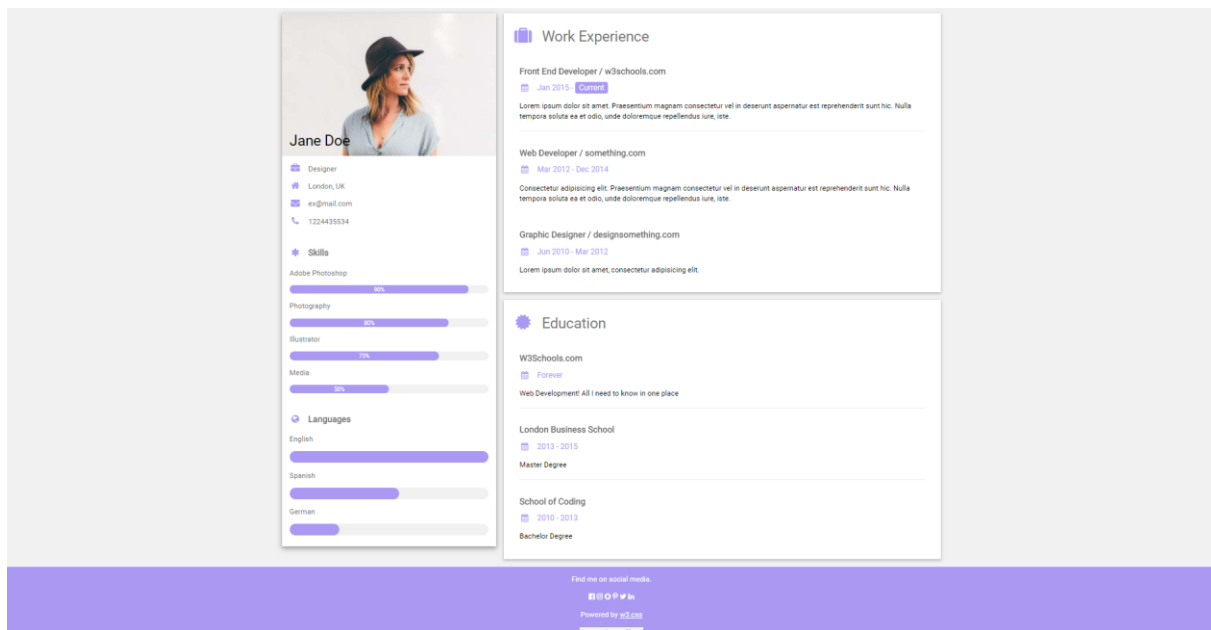 Jane Doe
Designer
London, UK
ex@mail.com
1224435534
Skills
Adobe Photoshop
90%
Photography
80%
Illustrator
75%
Media
50%
Languages
English
Spanish
German
Work Experience
Front End Developer / w3schools.com
Jan 2015 - Current
Lorem ipsum dolor sit amet. Praesentium magnam consectetur vel in deserunt aspernatur est reprehenderit sunt hic. Nulla
tempora soluta ea et odio, unde doloremque repellendus iure, iste.
Web Developer / something.com
Mar 2012 - Dec 2014
Consectetur adipisicing elit. Praesentium magnam consectetur vel in deserunt aspernatur est reprehenderit sunt hic. Nulla
tempora soluta ea et odio, unde doloremque repellendus iure, iste.
Graphic Designer / designsomething.com
Jun 2010 - Mar 2012
Lorem ipsum dolor sit amet, consectetur adipisicing elit.
Education
W3Schools.com
Forever
Web Development! All I need to know in one place
London Business School
2013 - 2015
Master Degree
School of Coding
2010 - 2013
Bachelor Degree
Find me on social media.
Powered by w3.css